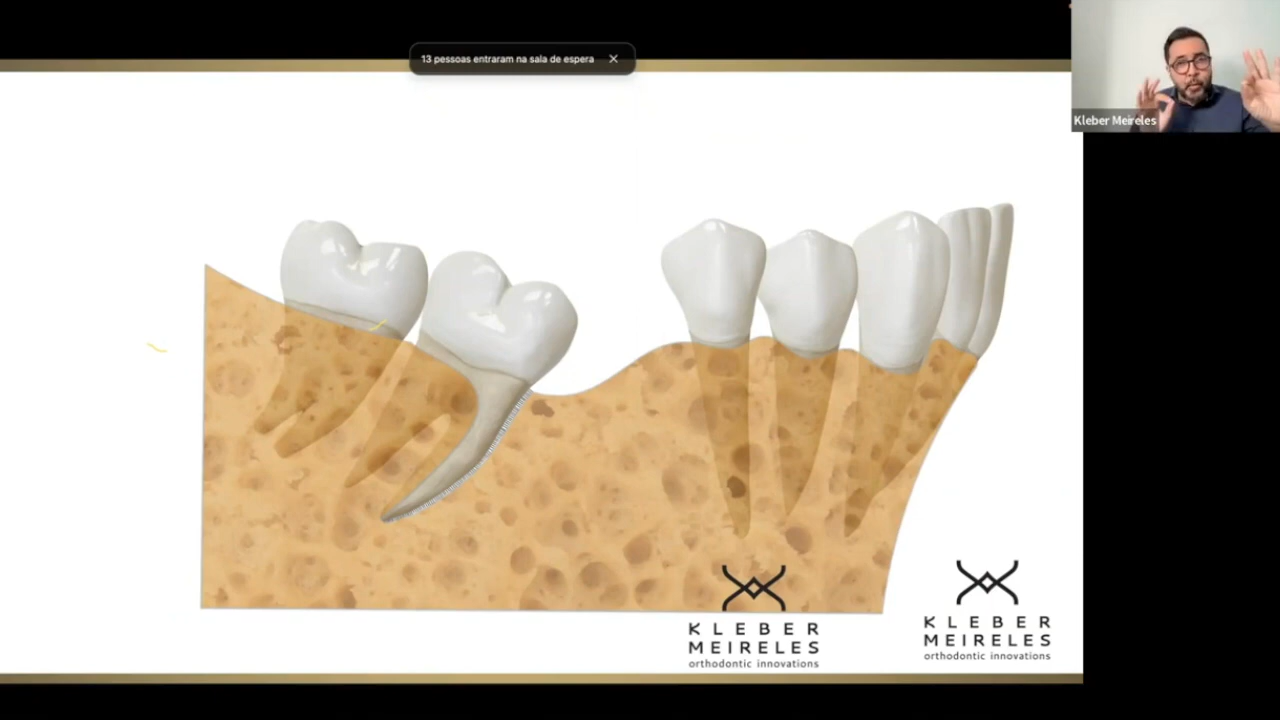 13 pessoas entraram na sala de espera
Kleber Meireles
KLEBER
MEIRELES
orthodontic innovations
KLEBER
MEIRELES
orthodontic innovations